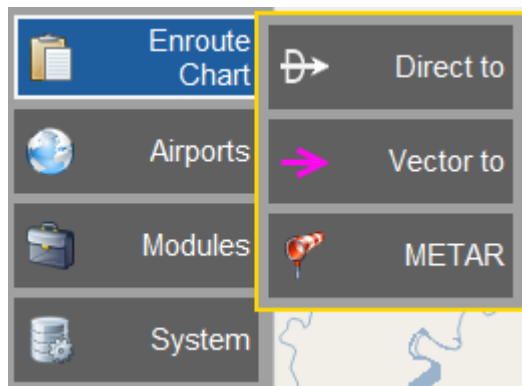 Enroute
Chart
Airports
Modules
System
Direct to
Vector to
METAR